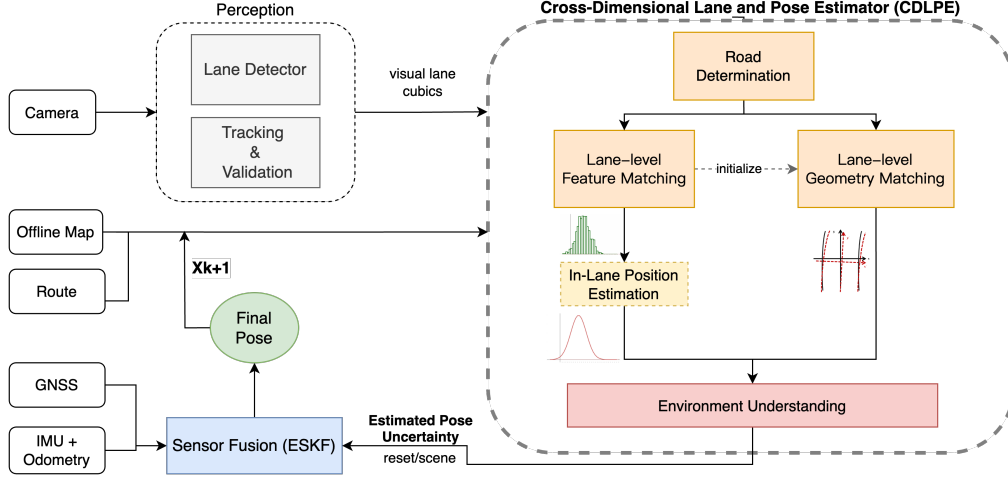 Cross-Dimensional Lane and Pose Estimator (CDLPE)
Perception
Lane Detector
Tracking
&
Validation
Camera
visual lane
cubics
Road
Determination
Lane-level
Feature Matching
initialize
Lane-level
Geometry Matching
Offline Map
Route
Xk+1
In-Lane Position
Estimation
Final
Pose
GNSS
IMU +
Odometry
Sensor Fusion (ESKF)
Estimated Pose
Uncertainty
reset/scene
Environment Understanding